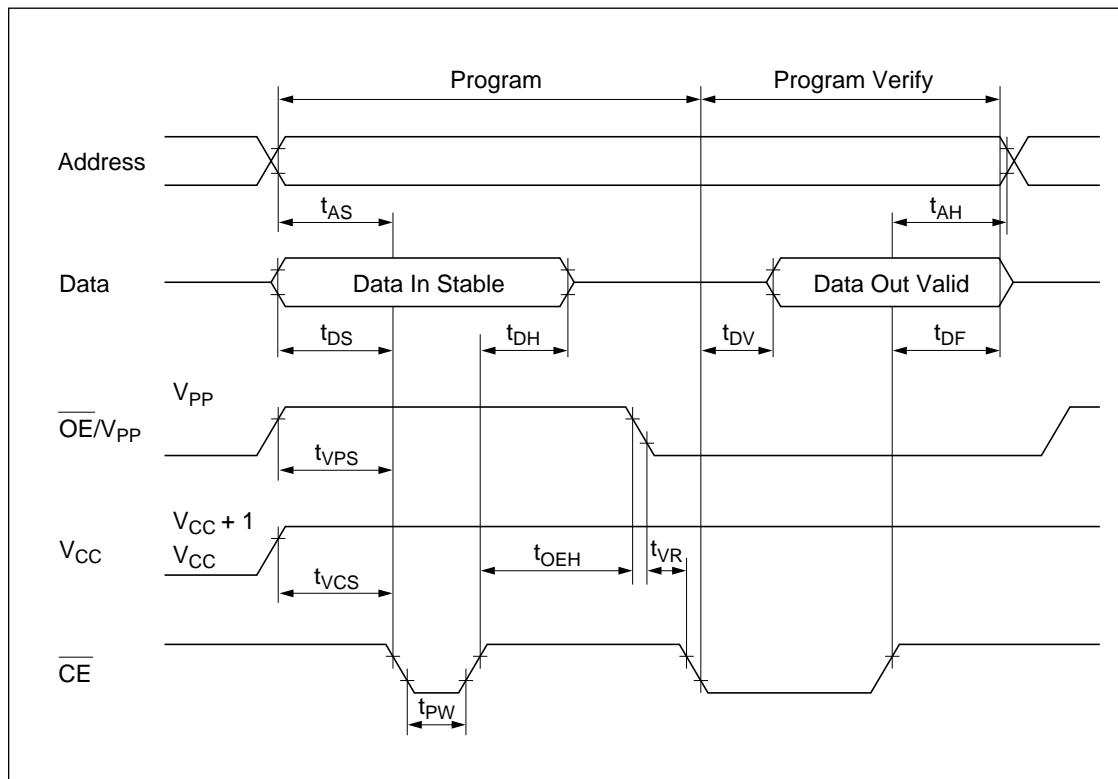 Program
Program Verify
Address
tAS
tAH
Data
Data In Stable
Data Out Valid
tDS
tDH
tDV
tDF
VPP
OE/VPP
tVPS
VCC + 1
VCC
VCC
tOEH
tVR
tVCS
CE
tPW